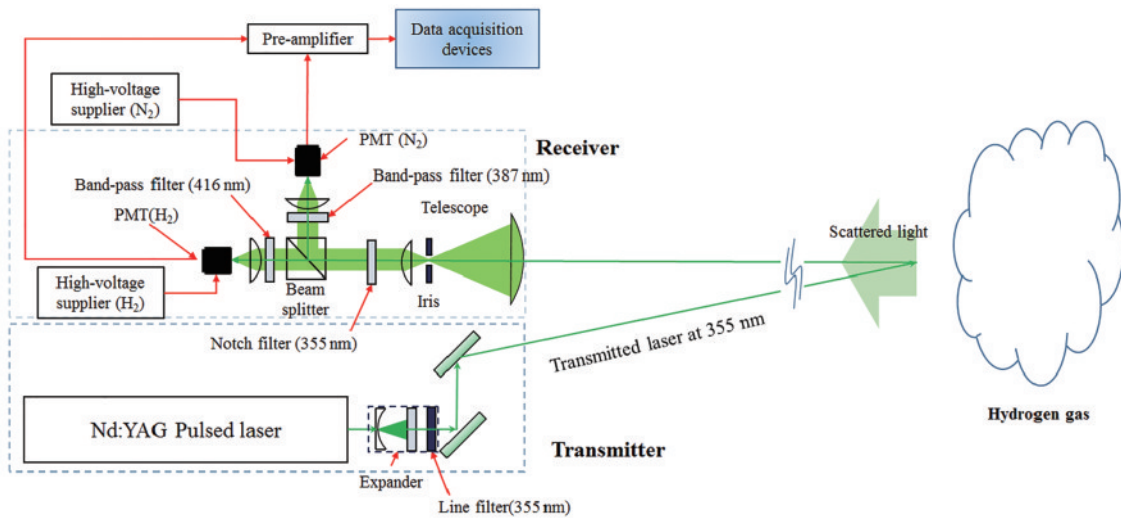 Pre-amplifier
Data acquisition
devices
High-voltage
supplier (N₂)
PMT (N₂)
Receiver
Band-pass filter (416 nm)
Band-pass filter (387 nm)
PMT(H₂)
Telescope
Scattered light
High-voltage
supplier (H₂)
Beam
splitter
Iris
Notch filter (355 nm)
Transmitted laser at 355 nm
Hydrogen gas
Nd:YAG Pulsed laser
Transmitter
Expander
Line filter(355 nm)